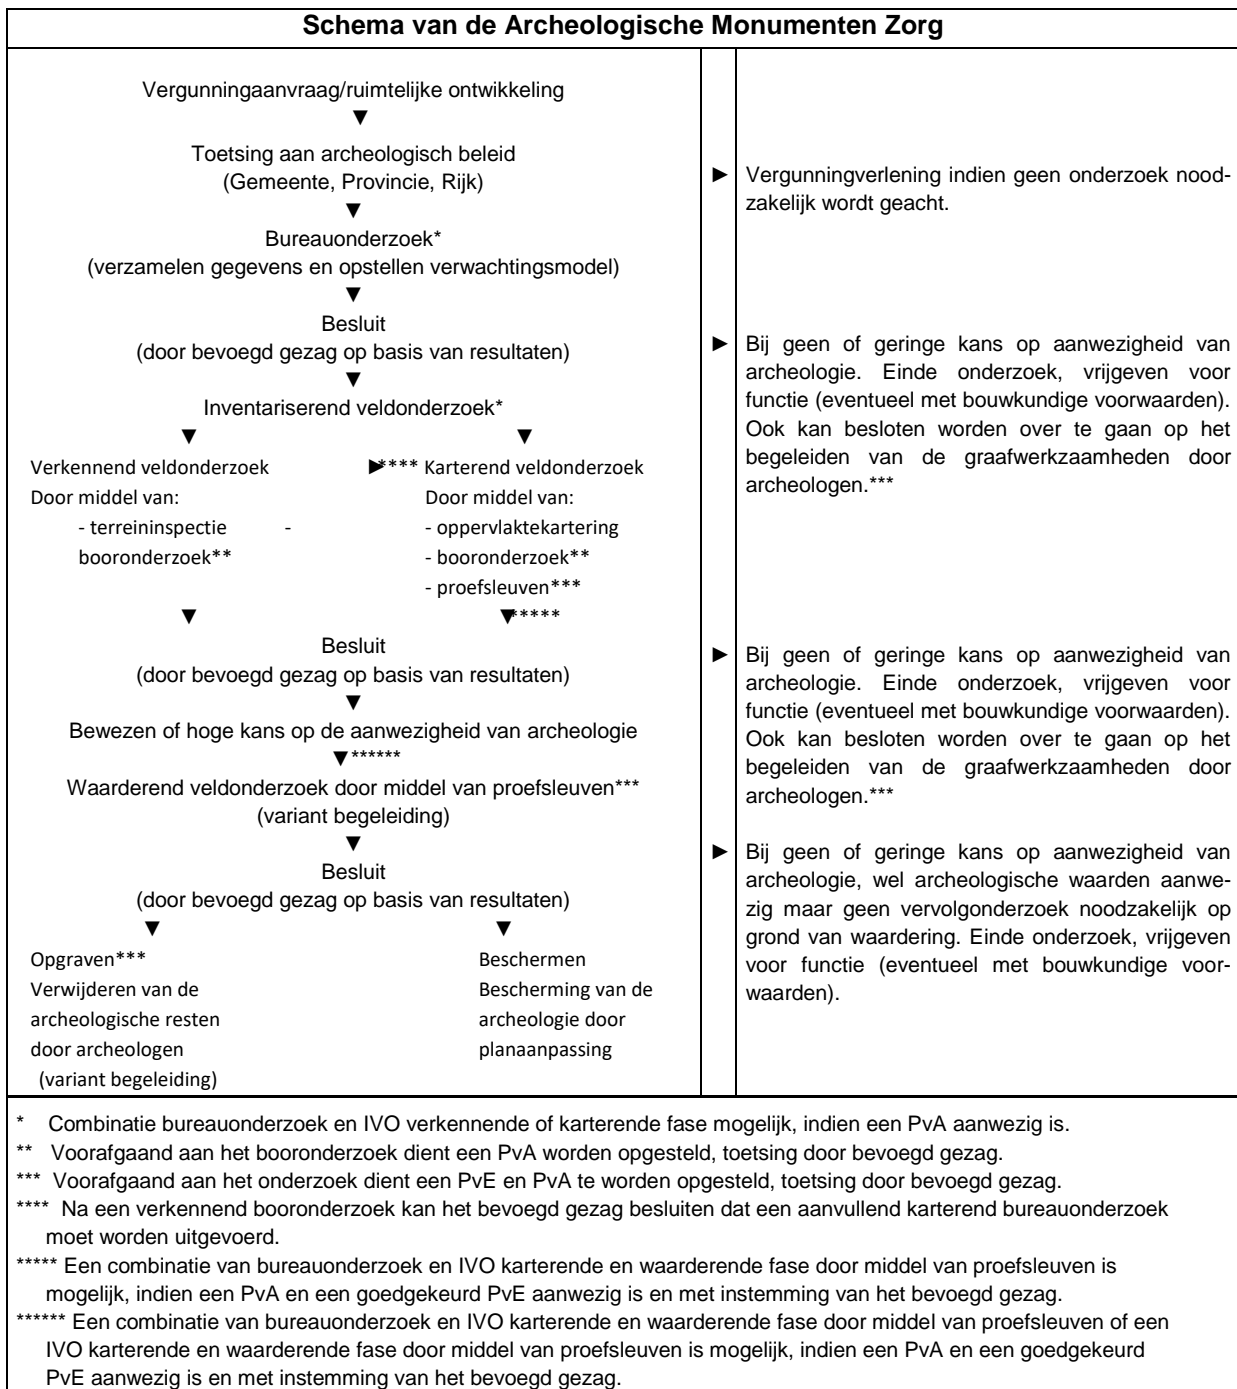 Schema van de Archeologische Monumenten Zorg
Vergunningaanvraag/ruimtelijke ontwikkeling
▼
Toetsing aan archeologisch beleid
(Gemeente, Provincie, Rijk)
▼
Bureauonderzoek*
(verzamelen gegevens en opstellen verwachtingsmodel)
▼
Besluit
(door bevoegd gezag op basis van resultaten)
▼
Inventariserend veldonderzoek*
▼ ▼
Verkennend veldonderzoek ►**** Karterend veldonderzoek
Door middel van: Door middel van:
- terreininspectie - - oppervlaktekartering
booronderzoek** - booronderzoek**
- proefsleuven***
▼ ▼*****
Besluit
(door bevoegd gezag op basis van resultaten)
▼
Bewezen of hoge kans op de aanwezigheid van archeologie
▼******
Waarderend veldonderzoek door middel van proefsleuven***
(variant begeleiding)
▼
Besluit
(door bevoegd gezag op basis van resultaten)
▼ ▼
Opgraven*** Beschermen
Verwijderen van de Bescherming van de
archeologische resten archeologie door
door archeologen planaanpassing
(variant begeleiding)
► Vergunningverlening indien geen onderzoek nood-
zakelijk wordt geacht.
► Bij geen of geringe kans op aanwezigheid van
archeologie. Einde onderzoek, vrijgeven voor
functie (eventueel met bouwkundige voorwaarden).
Ook kan besloten worden over te gaan op het
begeleiden van de graafwerkzaamheden door
archeologen.***
► Bij geen of geringe kans op aanwezigheid van
archeologie. Einde onderzoek, vrijgeven voor
functie (eventueel met bouwkundige voorwaarden).
Ook kan besloten worden over te gaan op het
begeleiden van de graafwerkzaamheden door
archeologen.***
► Bij geen of geringe kans op aanwezigheid van
archeologie, wel archeologische waarden aanwe-
zig maar geen vervolgonderzoek noodzakelijk op
grond van waardering. Einde onderzoek, vrijgeven
voor functie (eventueel met bouwkundige voor-
waarden).
* Combinatie bureauonderzoek en IVO verkennende of karterende fase mogelijk, indien een PvA aanwezig is.
** Voorafgaand aan het booronderzoek dient een PvA worden opgesteld, toetsing door bevoegd gezag.
*** Voorafgaand aan het onderzoek dient een PvE en PvA te worden opgesteld, toetsing door bevoegd gezag.
**** Na een verkennend booronderzoek kan het bevoegd gezag besluiten dat een aanvullend karterend bureauonderzoek
moet worden uitgevoerd.
***** Een combinatie van bureauonderzoek en IVO karterende en waarderende fase door middel van proefsleuven is
mogelijk, indien een PvA en een goedgekeurd PvE aanwezig is en met instemming van het bevoegd gezag.
****** Een combinatie van bureauonderzoek en IVO karterende en waarderende fase door middel van proefsleuven of een
IVO karterende en waarderende fase door middel van proefsleuven is mogelijk, indien een PvA en een goedgekeurd
PvE aanwezig is en met instemming van het bevoegd gezag.